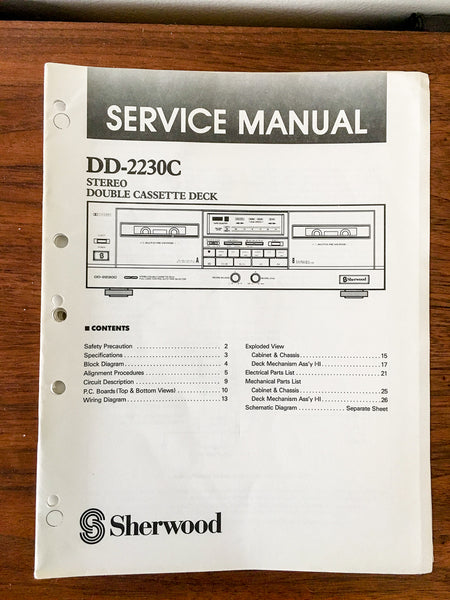 SERVICE MANUAL
DD-2230C
STEREO
DOUBLE CASSETTE DECK
DD-2230C
Sherwood
■ CONTENTS
Safety Precaution 2
Specifications 3
Block Diagram 4
Alignment Procedures 5
Circuit Description 9
P.C. Boards (Top & Bottom Views) 10
Wiring Diagram 13
Exploded View
Cabinet & Chassis 15
Deck Mechanism Ass'y HI 17
Electrical Parts List 21
Mechanical Parts List
Cabinet & Chassis 25
Deck Mechanism Ass'y HI 26
Schematic Diagram Separate Sheet
Sherwood